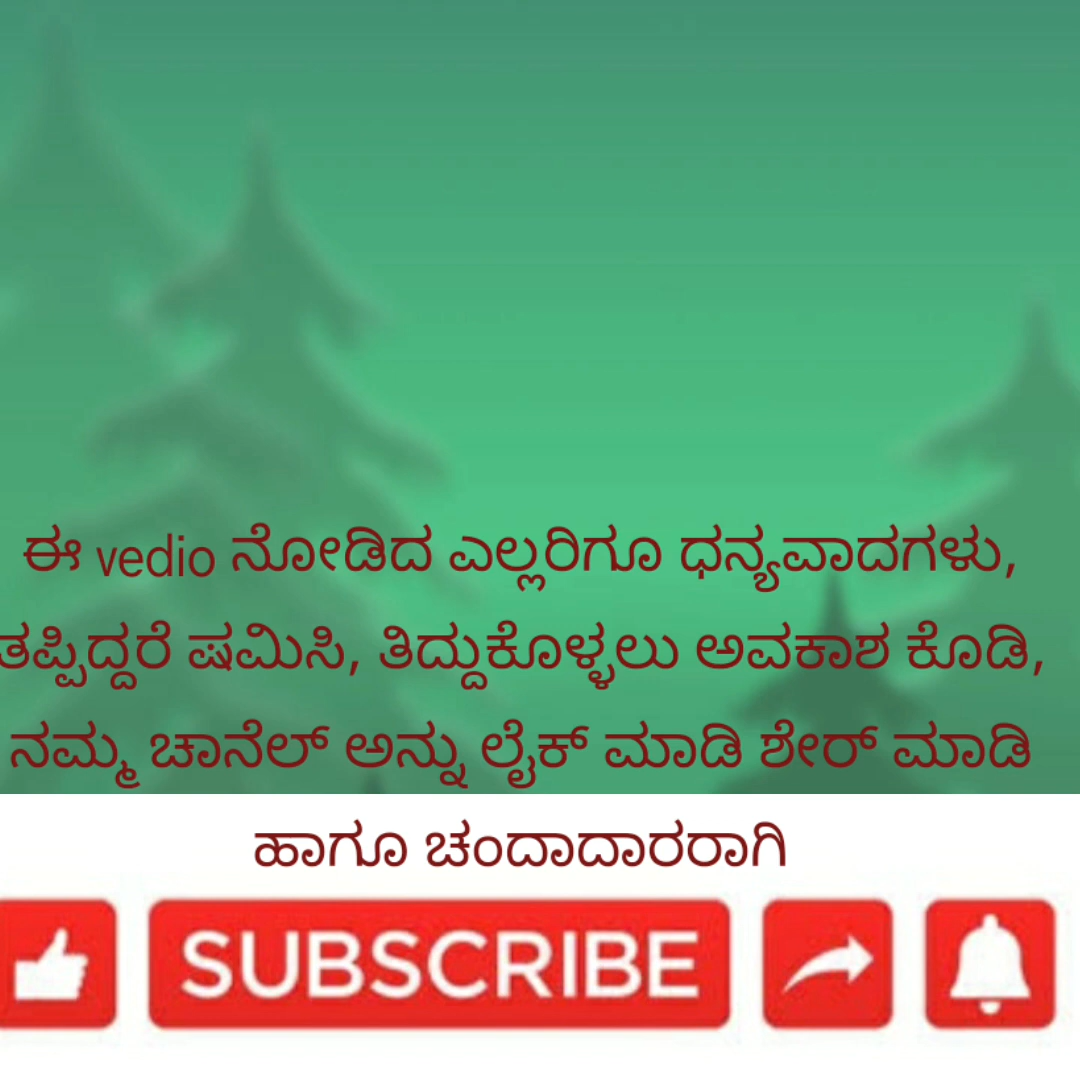 ಈ vedio ನೋಡಿದ ಎಲ್ಲರಿಗೂ ಧನ್ಯವಾದಗಳು,
ತಪ್ಪಿದ್ದರೆ ಷಮಿಸಿ, ತಿದ್ದುಕೊಳ್ಳಲು ಅವಕಾಶ ಕೊಡಿ,
ನಮ್ಮ ಚಾನೆಲ್ ಅನ್ನು ಲೈಕ್ ಮಾಡಿ ಶೇರ್ ಮಾಡಿ
ಹಾಗೂ ಚಂದಾದಾರರಾಗಿ
SUBSCRIBE